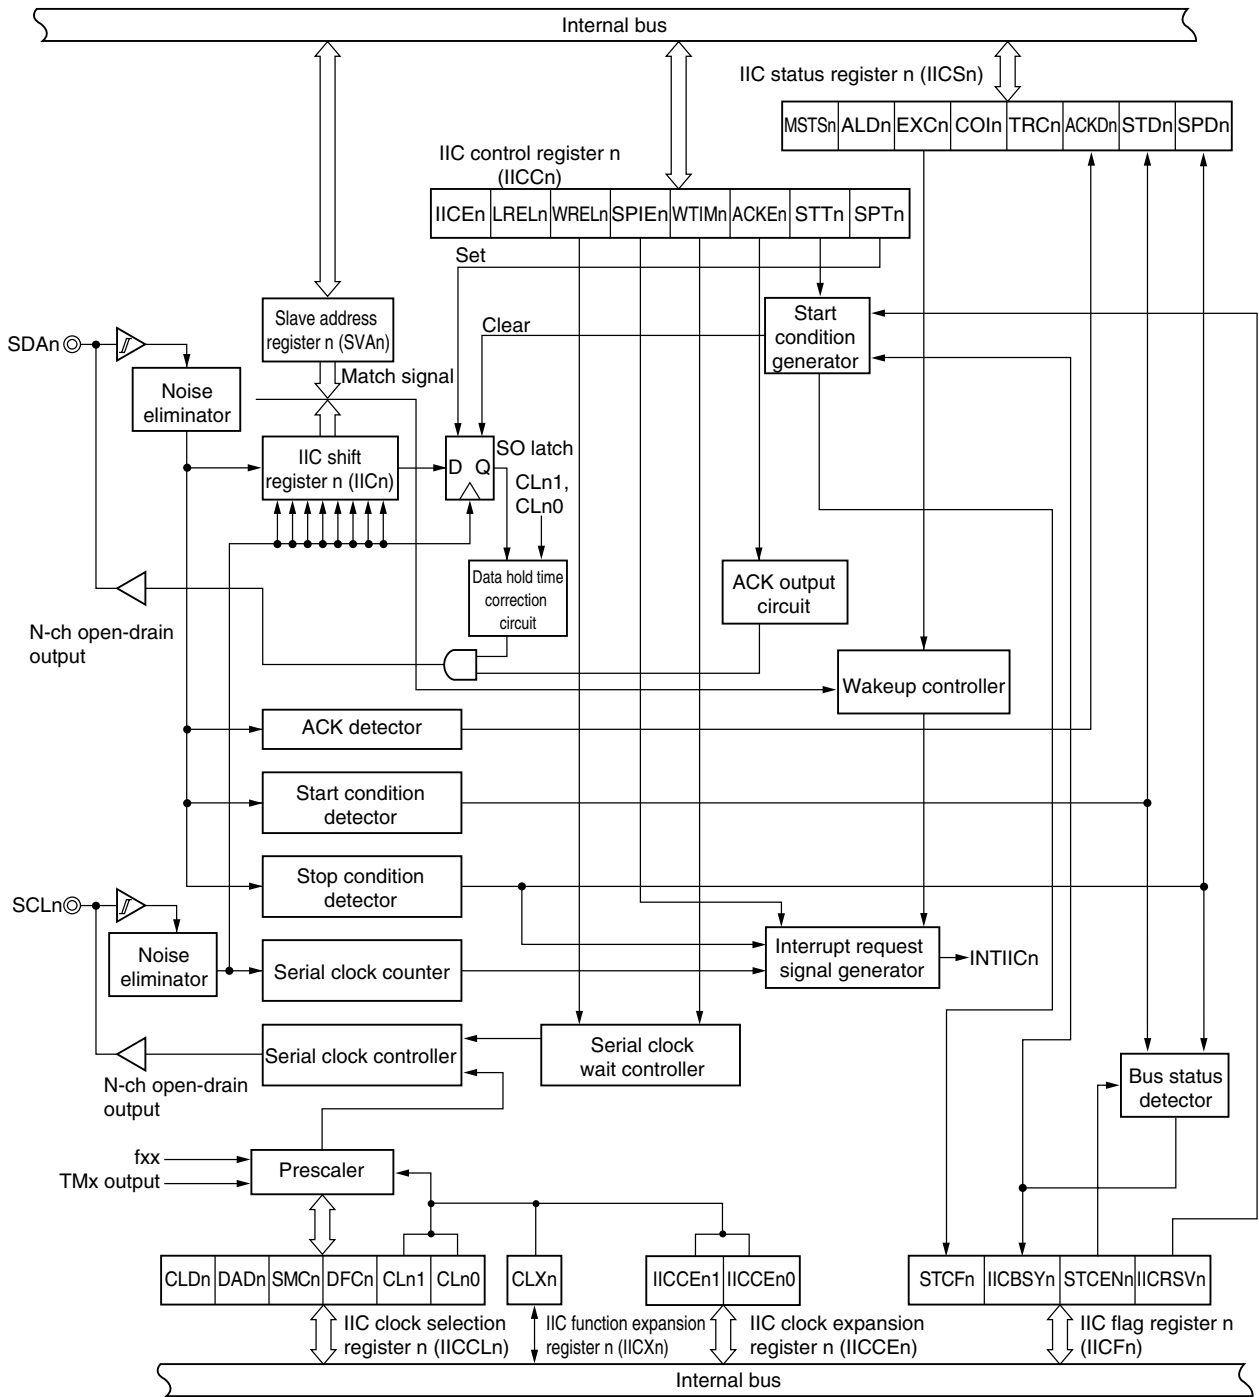 Internal bus
IIC status register n (IICSn)
MSTSn ALDn EXCn COIn TRCn ACKDn STDn SPDn
IIC control register n
(IICCn)
IICEn LRELn WRELn SPIEn WTIMn ACKEn STTn SPTn
Set
Slave address
register n (SVAn)
Clear
Start
condition
generator
SDAn
Match signal
Noise
eliminator
IIC shift
register n (IICn)
D Q
SO latch
CLn1,
CLn0
Data hold time
correction
circuit
ACK output
circuit
N-ch open-drain
output
Wakeup controller
ACK detector
Start condition
detector
Stop condition
detector
SCLn
Noise
eliminator
Serial clock counter
Interrupt request
signal generator
INTIICn
Serial clock controller
Serial clock
wait controller
N-ch open-drain
output
Bus status
detector
fxx
TMx output
Prescaler
CLDn DADn SMCn DFCn CLn1 CLn0
CLXn
IICCEn1 IICCEn0
STCFn IICBSYn STCENn IICRSVn
IIC clock selection
register n (IICCLn)
IIC function expansion
register n (IICXn)
IIC clock expansion
register n (IICCEn)
IIC flag register n
(IICFn)
Internal bus